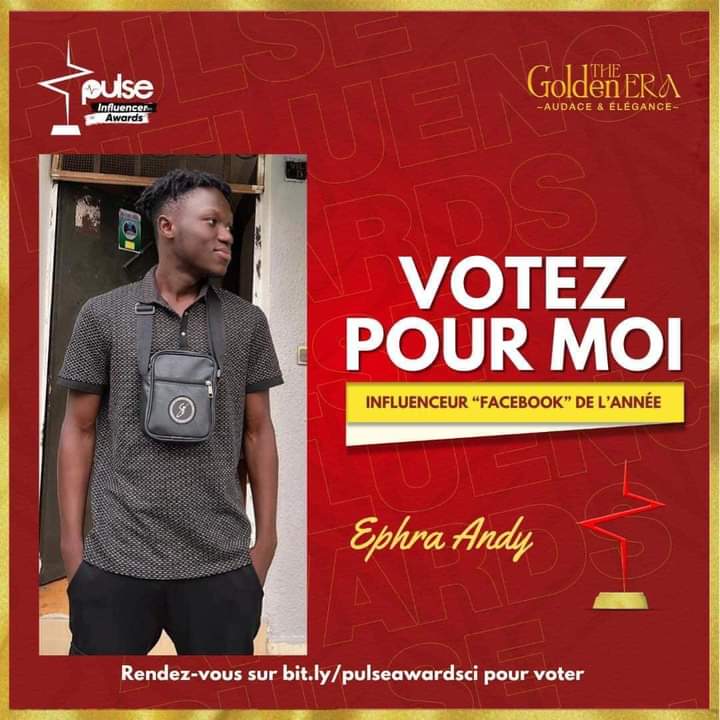 pulse
Influencer
Awards
THE
Golden ERA
~AUDACE & ÉLÉGANCE~
VOTEZ
POUR MOI
INFLUENCEUR “FACEBOOK” DE L’ANNÉE
Ephra Andy
Rendez-vous sur bit.ly/pulseawardsci pour voter